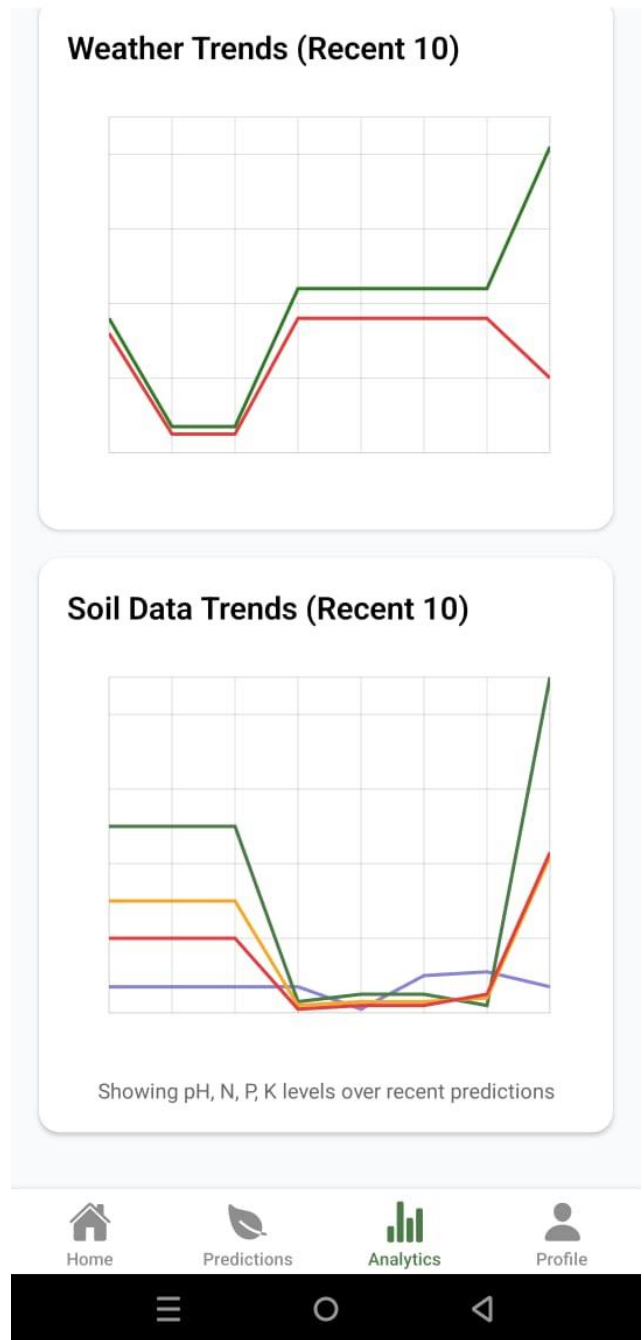 Weather Trends (Recent 10)
Soil Data Trends (Recent 10)
Showing pH, N, P, K levels over recent predictions
Home
Predictions
Analytics
Profile